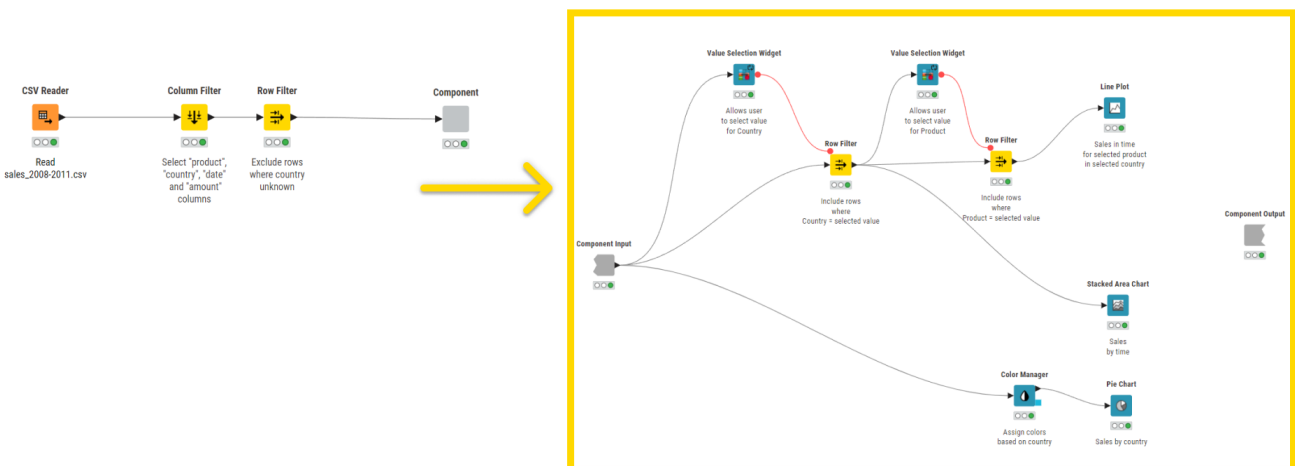 CSV Reader
Read
sales_2008-2011.csv
Column Filter
Select "product",
"country", "date"
and "amount"
columns
Row Filter
Exclude rows
where country
unknown
Component
Component Input
Value Selection Widget
Allows user
to select value
for Country
Row Filter
Include rows
where
Country = selected value
Value Selection Widget
Allows user
to select value
for Product
Row Filter
Include rows
where
Product = selected value
Line Plot
Sales in time
for selected product
in selected country
Component Output
Stacked Area Chart
Sales
by time
Color Manager
Assign colors
based on country
Pie Chart
Sales by country